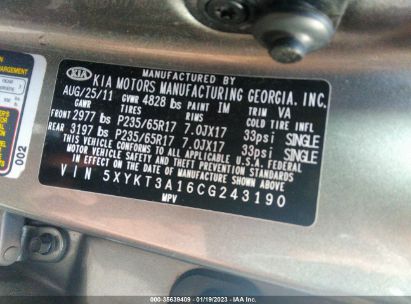 MANUFACTURED BY
KIA KIA MOTORS MANUFACTURING GEORGIA, INC.
AUG/25/11 GVWR 4828 lbs PAINT IM TRIM VA
GAWR TIRES RIMS COLD TIRE INFL
FRONT 2977 lbs P235/65R17 7.0JX17 33psi SINGLE
REAR 3197 lbs P235/65R17 7.0JX17 33psi SINGLE
THIS VEHICLE CONFORMS TO ALL APPLICABLE U.S.A. FEDERAL
MOTOR VEHICLE SAFETY AND THEFT PREVENTION STANDARDS
IN EFFECT ON THE DATE OF MANUFACTURE SHOWN ABOVE
VIN 5XYKT3A16CG243190
MPV
002
000-35639409 - 01/19/2023 - IAAI.COM